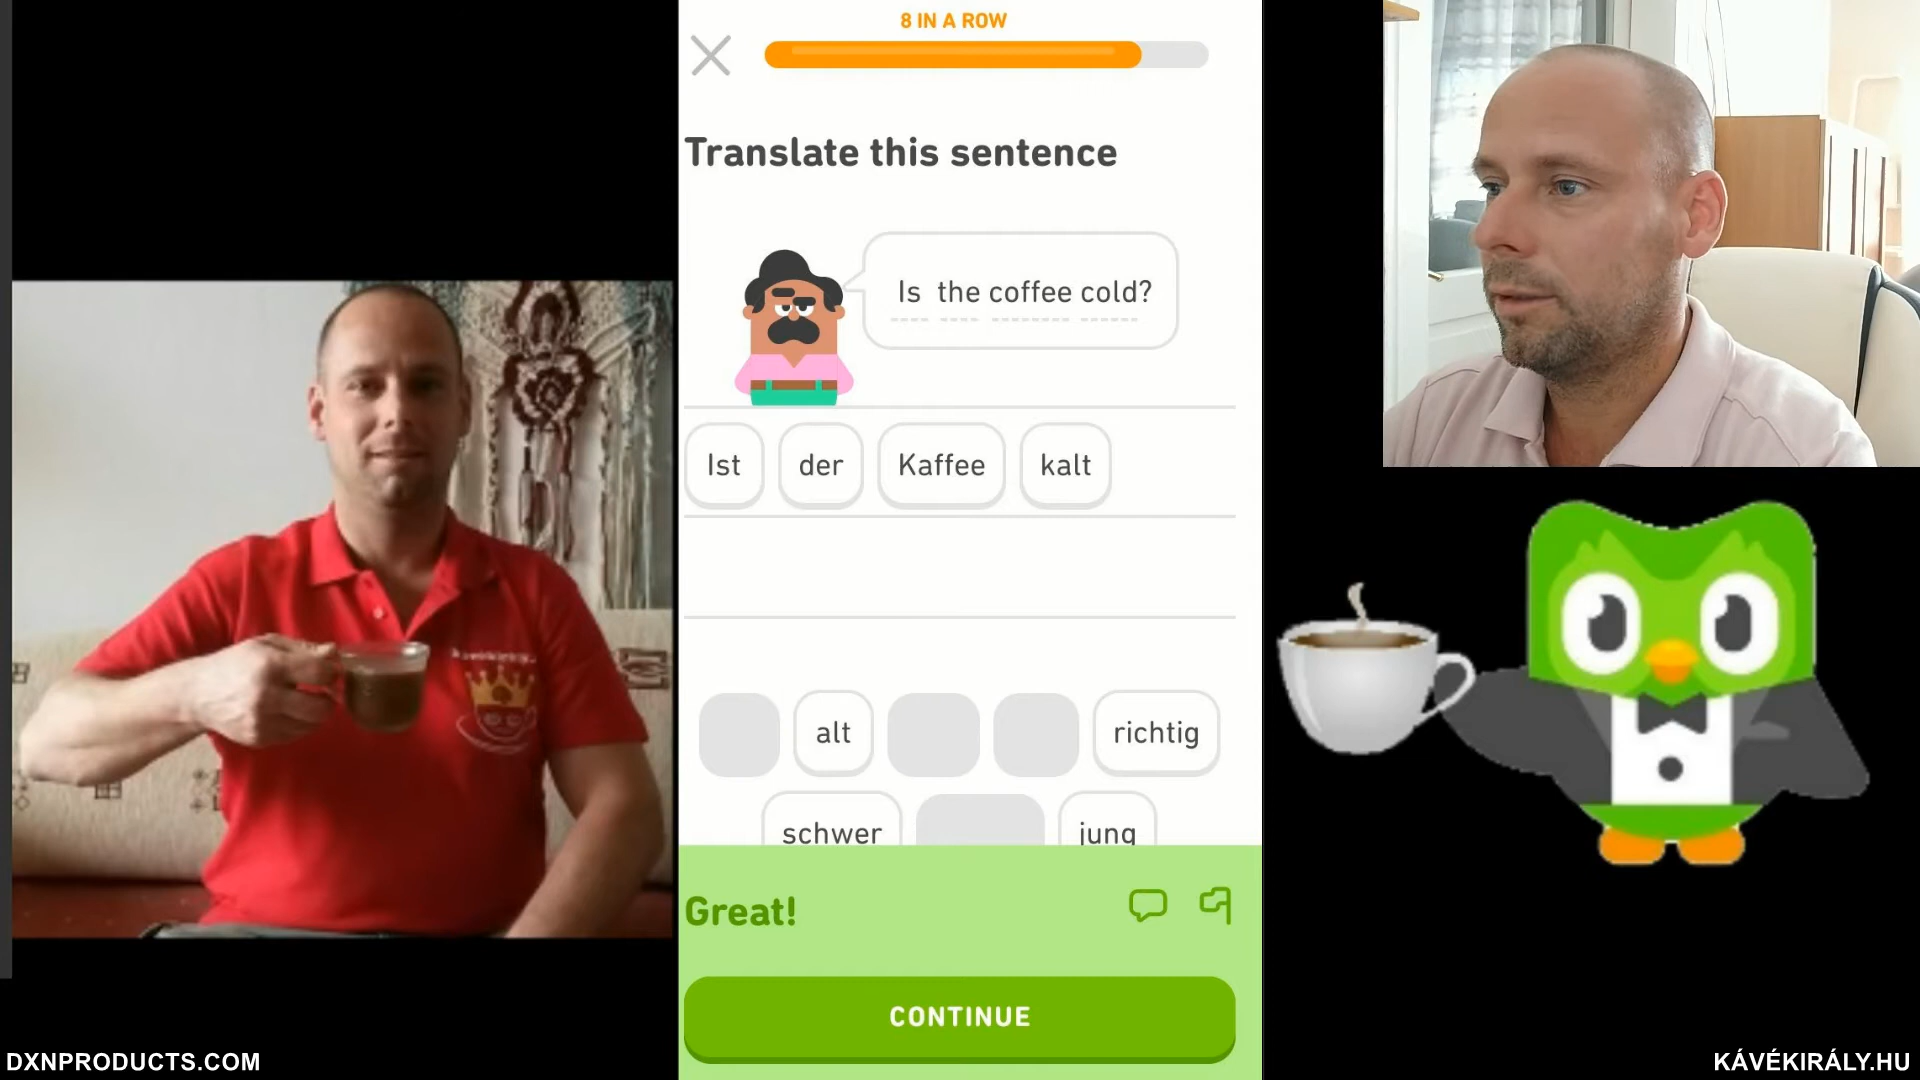 8 IN A ROW
Translate this sentence
Is the coffee cold?
Ist der Kaffee kalt
alt richtig
schwer jung
Great!
CONTINUE
DXNPRODUCTS.COM
KÁVÉKIRÁLY.HU